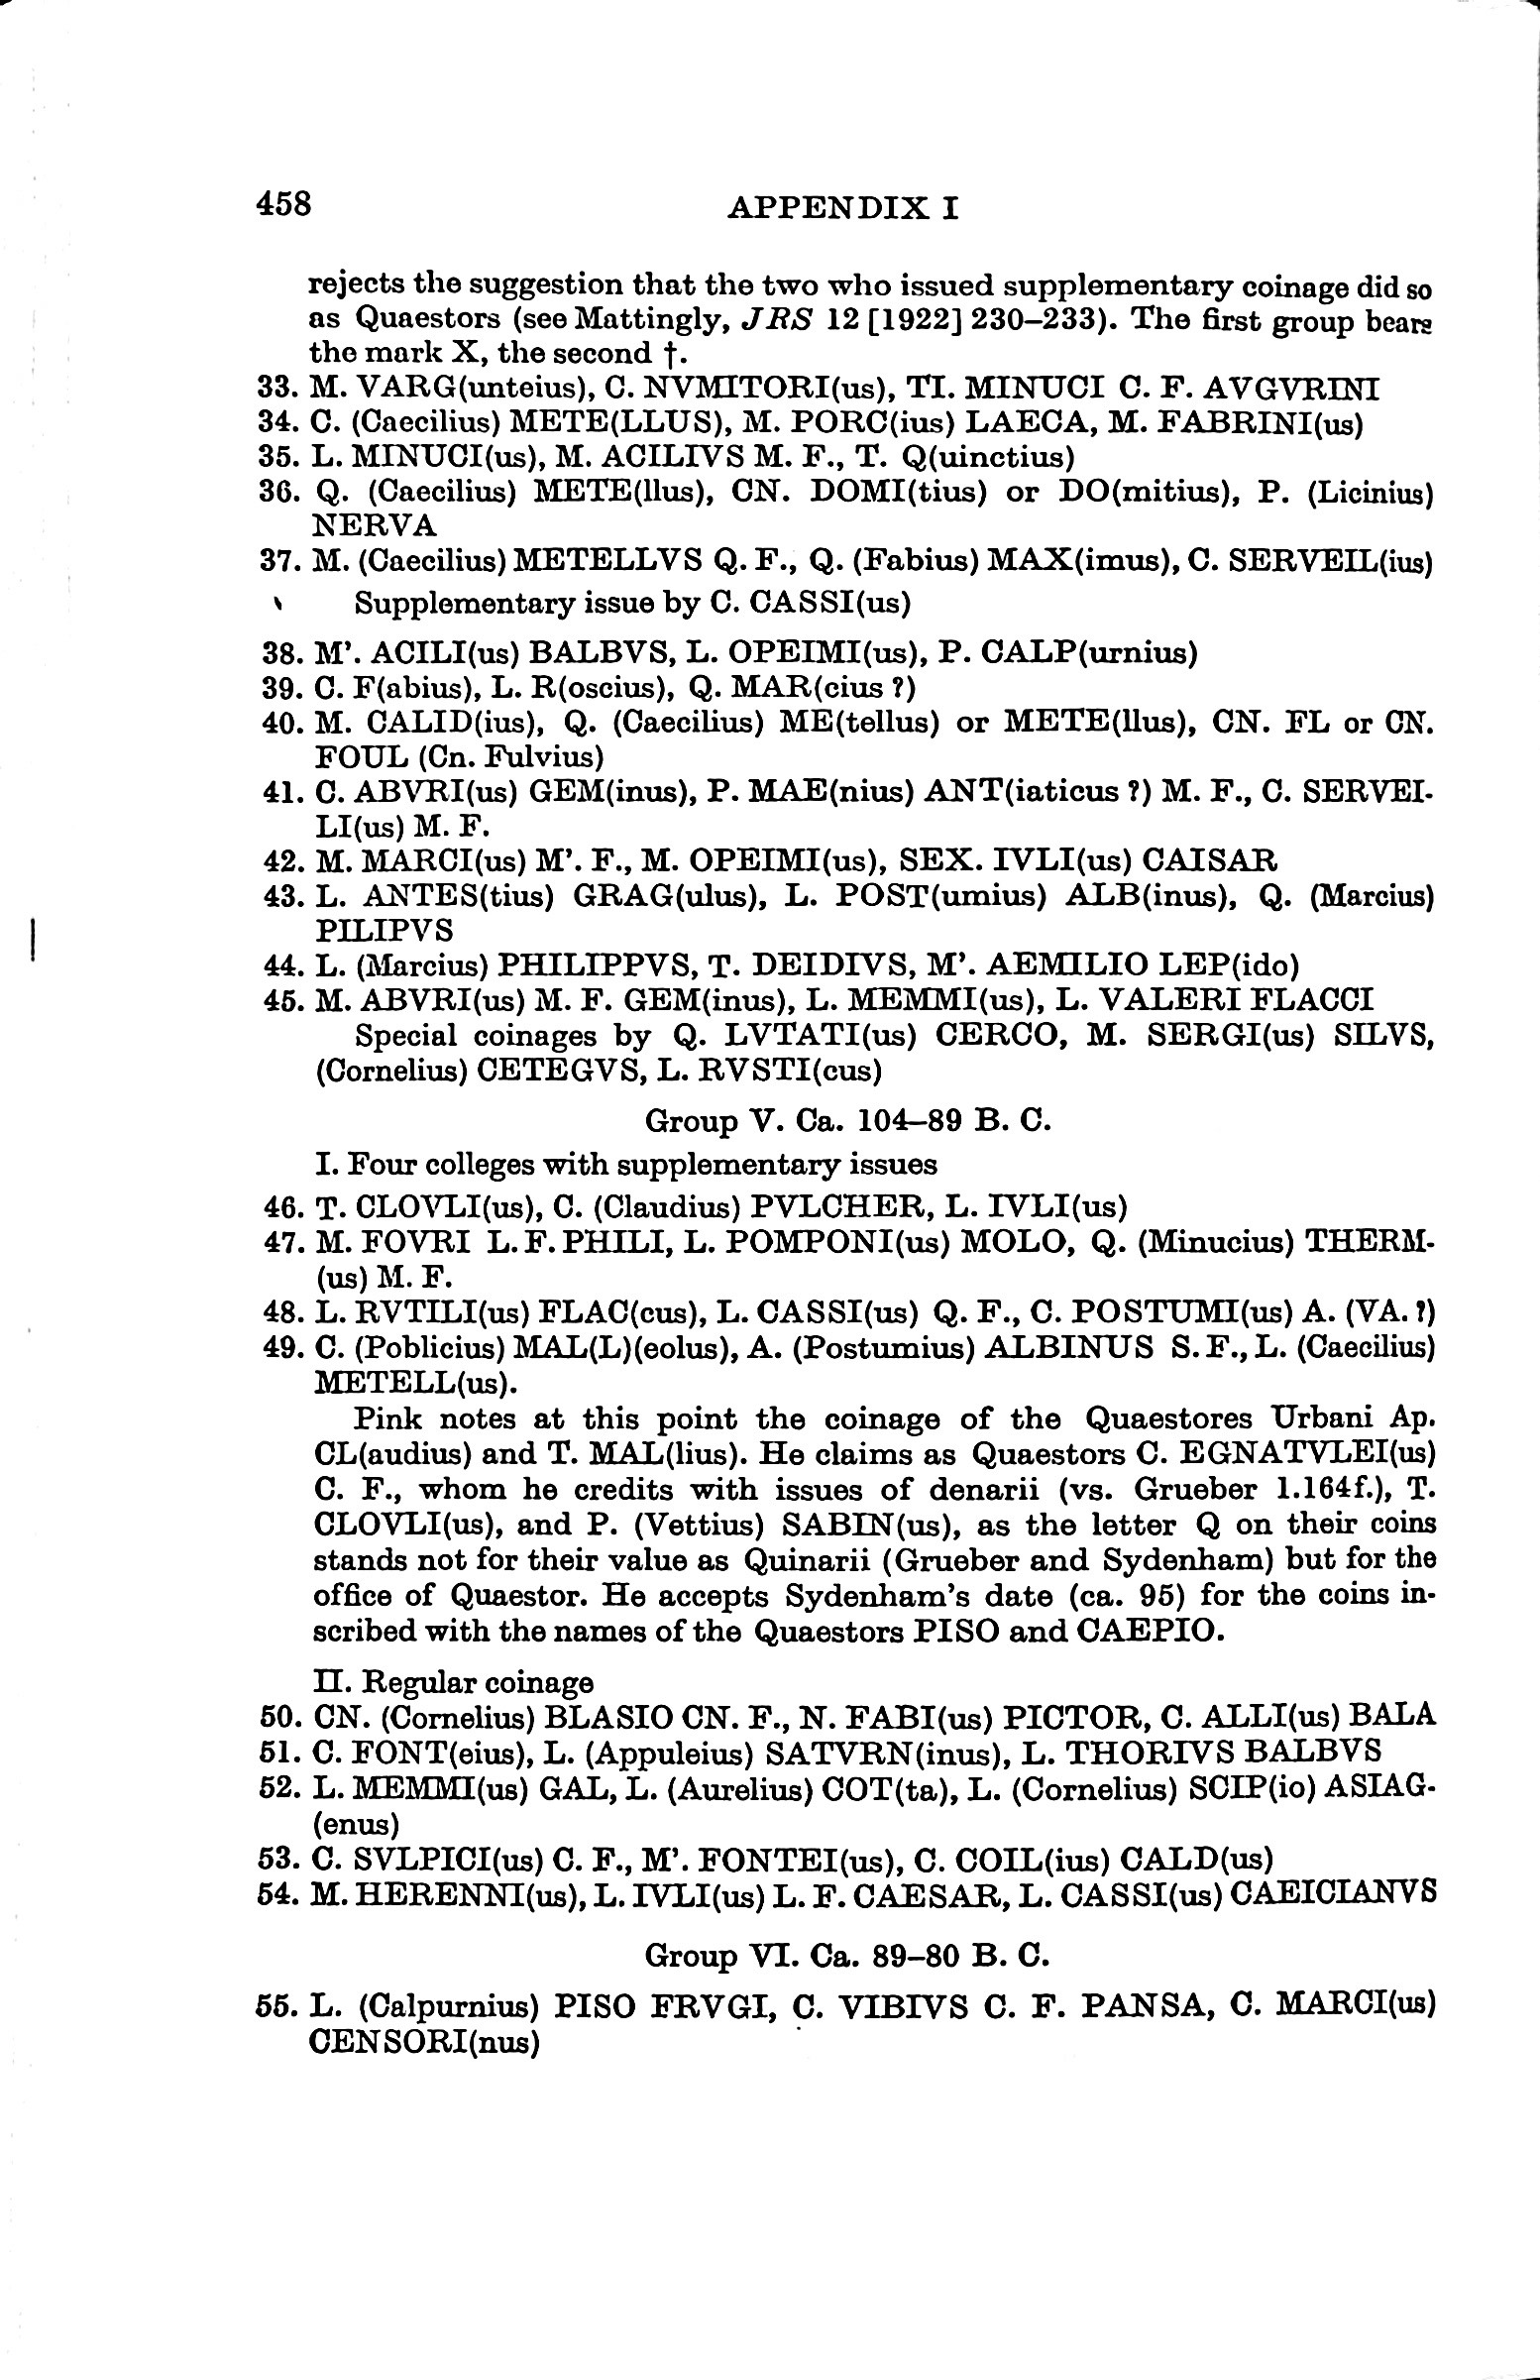 458 APPENDIX I
rejects the suggestion that the two who issued supplementary coinage did so
as Quaestors (see Mattingly, JRS 12 [1922] 230–233). The first group bears
the mark X, the second †.
33. M. VARG(unteius), C. NVMITORI(us), TI. MINUCI C. F. AVGVRINI
34. C. (Caecilius) METE(LLUS), M. PORC(ius) LAECA, M. FABRINI(us)
35. L. MINUCI(us), M. ACILIVS M. F., T. Q(uinctius)
36. Q. (Caecilius) METE(llus), CN. DOMI(tius) or DO(mitius), P. (Licinius)
NERVA
37. M. (Caecilius) METELLVS Q. F., Q. (Fabius) MAX(imus), C. SERVEIL(ius)
Supplementary issue by C. CASSI(us)
38. M’. ACILI(us) BALBVS, L. OPEIMI(us), P. CALP(urnius)
39. C. F(abius), L. R(oscius), Q. MAR(cius ?)
40. M. CALID(ius), Q. (Caecilius) ME(tellus) or METE(llus), CN. FL or CN.
FOUL (Cn. Fulvius)
41. C. ABVRI(us) GEM(inus), P. MAE(nius) ANT(iaticus ?) M. F., C. SERVEI-
LI(us) M. F.
42. M. MARCI(us) M’. F., M. OPEIMI(us), SEX. IVLI(us) CAISAR
43. L. ANTES(tius) GRAG(ulus), L. POST(umius) ALB(inus), Q. (Marcius)
PILIPVS
44. L. (Marcius) PHILIPPVS, T. DEIDIVS, M’. AEMILIO LEP(ido)
45. M. ABVRI(us) M. F. GEM(inus), L. MEMMI(us), L. VALERI FLACCI
Special coinages by Q. LVTATI(us) CERCO, M. SERGI(us) SILVS,
(Cornelius) CETEGVS, L. RVSTI(cus)
Group V. Ca. 104–89 B. C.
I. Four colleges with supplementary issues
46. T. CLOVLI(us), C. (Claudius) PVLCHER, L. IVLI(us)
47. M. FOVRI L. F. PHILI, L. POMPONI(us) MOLO, Q. (Minucius) THERM-
(us) M. F.
48. L. RVTILI(us) FLAC(cus), L. CASSI(us) Q. F., C. POSTUMI(us) A. (VA. ?)
49. C. (Poblicius) MAL(L)(eolus), A. (Postumius) ALBINUS S. F., L. (Caecilius)
METELL(us).
Pink notes at this point the coinage of the Quaestores Urbani Ap.
CL(audius) and T. MAL(lius). He claims as Quaestors C. EGNATVLEI(us)
C. F., whom he credits with issues of denarii (vs. Grueber 1.164f.), T.
CLOVLI(us), and P. (Vettius) SABIN(us), as the letter Q on their coins
stands not for their value as Quinarii (Grueber and Sydenham) but for the
office of Quaestor. He accepts Sydenham’s date (ca. 95) for the coins in-
scribed with the names of the Quaestors PISO and CAEPIO.
II. Regular coinage
50. CN. (Cornelius) BLASIO CN. F., N. FABI(us) PICTOR, C. ALLI(us) BALA
51. C. FONT(eius), L. (Appuleius) SATVRN(inus), L. THORIVS BALBVS
52. L. MEMMI(us) GAL, L. (Aurelius) COT(ta), L. (Cornelius) SCIP(io) ASIAG-
(enus)
53. C. SVLPICI(us) C. F., M’. FONTEI(us), C. COIL(ius) CALD(us)
54. M. HERENNI(us), L. IVLI(us) L. F. CAESAR, L. CASSI(us) CAEICIANVS
Group VI. Ca. 89–80 B. C.
55. L. (Calpurnius) PISO FRVGI, C. VIBIVS C. F. PANSA, C. MARCI(us)
CENSORI(nus)